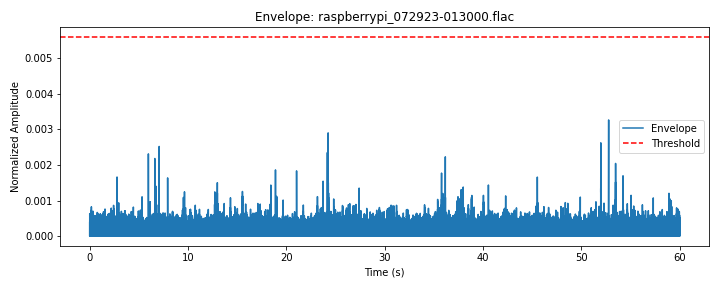 Envelope: raspberrypi_072923-013000.flac
Normalized Amplitude
0.005
0.004
0.003
0.002
0.001
0.000
Envelope
Threshold
0 10 20 30 40 50 60
Time (s)